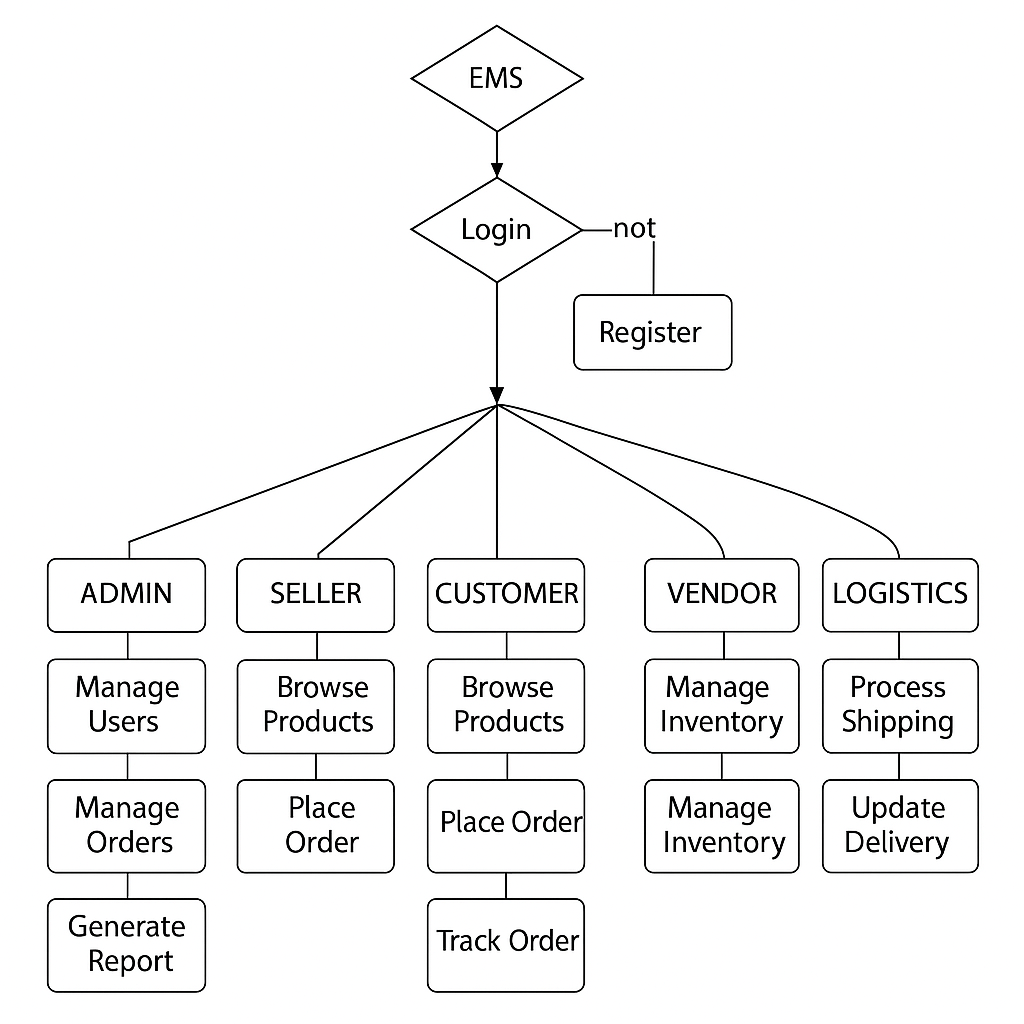 EMS
Login
not
Register
ADMIN
SELLER
CUSTOMER
VENDOR
LOGISTICS
Manage
Users
Browse
Products
Browse
Products
Manage
Inventory
Process
Shipping
Manage
Orders
Place
Order
Place Order
Manage
Inventory
Update
Delivery
Generate
Report
Track Order